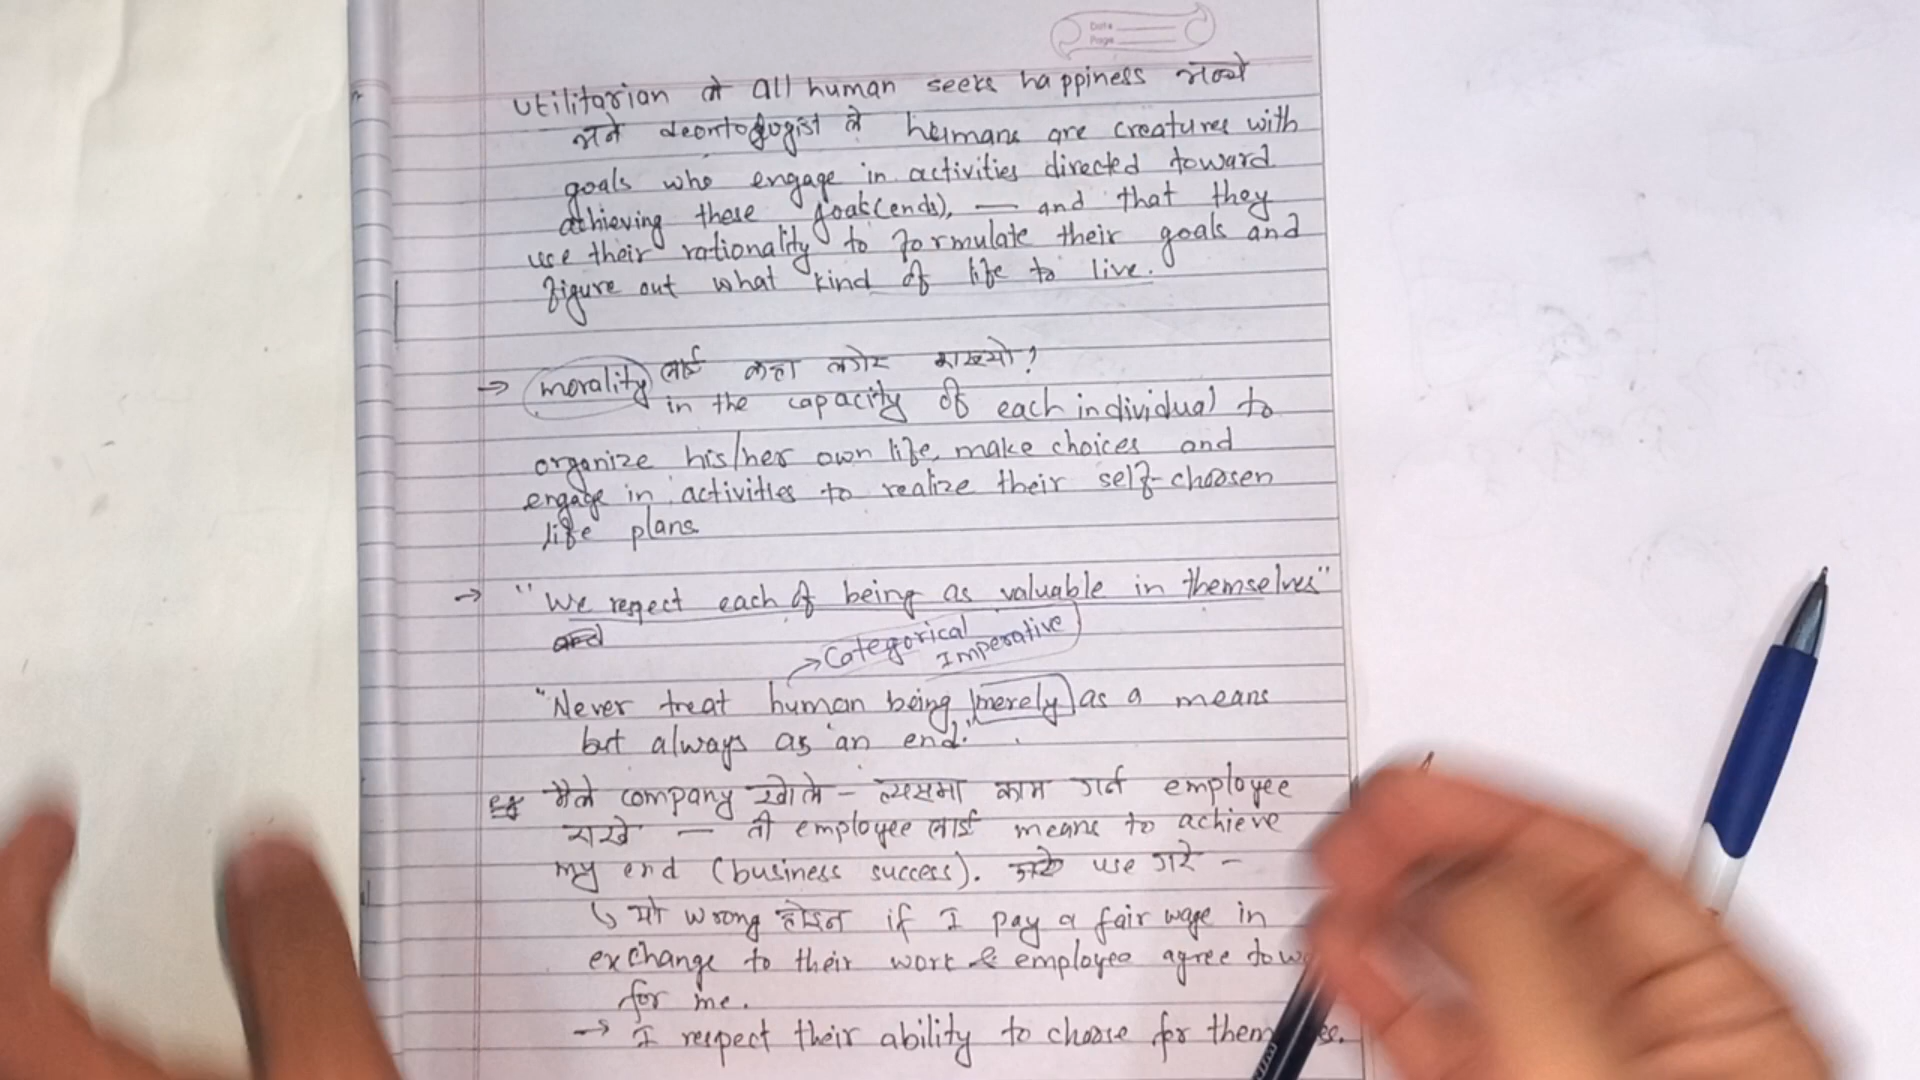 Date
Page
Utilitarian ले all human seeks happiness भन्यो
भने deontologist ले humans are creatures with
goals who engage in activities directed toward
achieving these goals (ends), — and that they
use their rationality to formulate their goals and
figure out what kind of life to live.
→ morality लाई कहा लगेर राख्यो?
in the capacity of each individual to
organize his/her own life, make choices and
engage in activities to realize their self-choosen
life plans
→ "We respect each of being as valuable in themselves"
and
→ Categorical
Imperative
"Never treat human being merely as a means
but always as an end."
Eg मैले company खोले - त्यसमा काम गर्न employee
राखे — ती employee लाई means to achieve
my end (business success). use गरे -
↳ यो wrong होइन if I pay a fair wage in
exchange to their work & employee agree to
for me.
→ I respect their ability to choose for